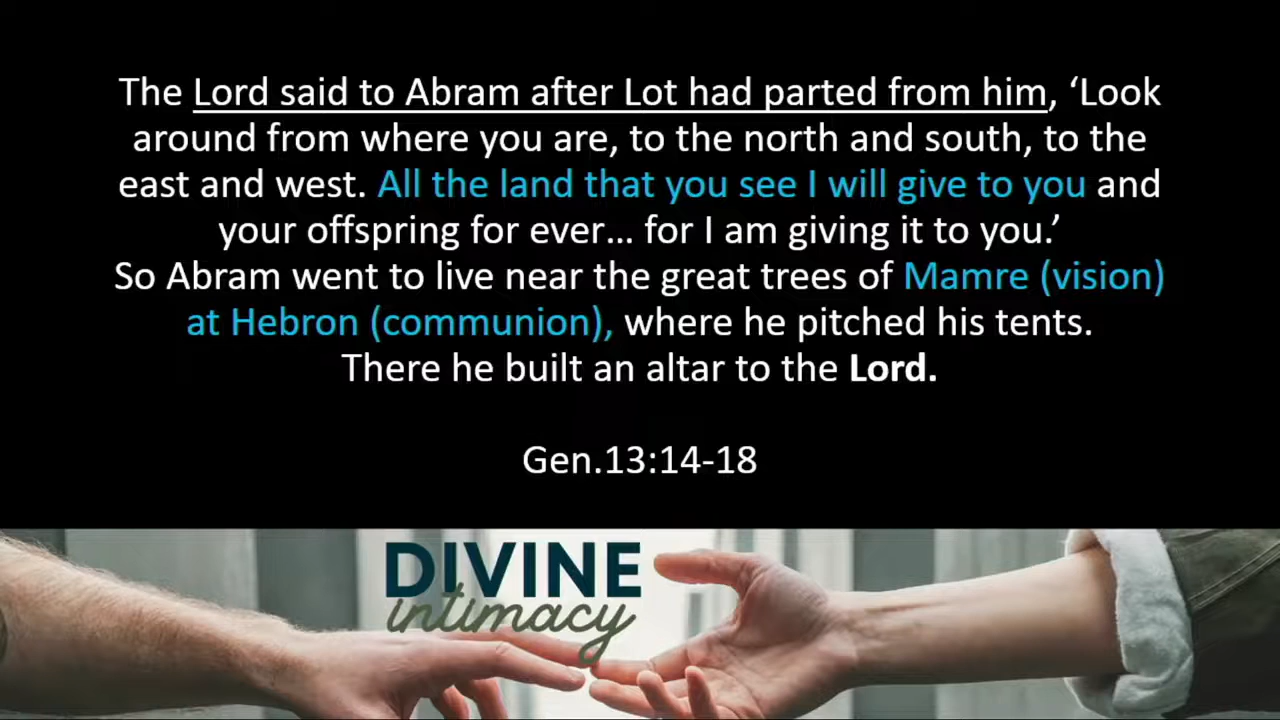 The Lord said to Abram after Lot had parted from him, ‘Look
around from where you are, to the north and south, to the
east and west. All the land that you see I will give to you and
your offspring for ever… for I am giving it to you.’
So Abram went to live near the great trees of Mamre (vision)
at Hebron (communion), where he pitched his tents.
There he built an altar to the Lord.
Gen.13:14-18
DIVINE
intimacy